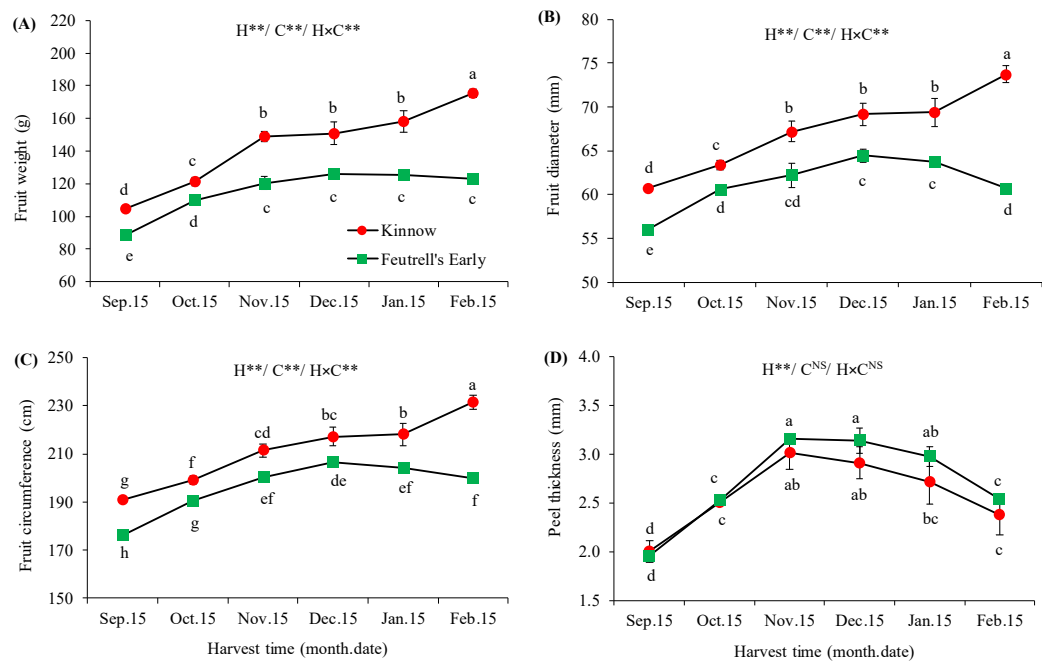 (A)
H**/ C**/ H×C**
Fruit weight (g)
200
180
160
140
120
100
80
60
d
c
b
b
b
a
e
d
c
c
c
c
Kinnow
Feutrell's Early
Sep.15 Oct.15 Nov.15 Dec.15 Jan.15 Feb.15
(B)
H**/ C**/ H×C**
Fruit diameter (mm)
80
75
70
65
60
55
50
d
c
b
b
b
a
e
d
cd
c
c
d
Sep.15 Oct.15 Nov.15 Dec.15 Jan.15 Feb.15
Harvest time (month.date)
(C)
H**/ C**/ H×C**
Fruit circumference (cm)
250
230
210
190
170
150
g
f
cd
bc
b
a
h
g
ef
de
ef
f
Sep.15 Oct.15 Nov.15 Dec.15 Jan.15 Feb.15
Harvest time (month.date)
(D)
H**/ C^NS/ H×C^NS
Peel thickness (mm)
4.0
3.5
3.0
2.5
2.0
1.5
d
c
a
a
ab
c
d
c
ab
ab
bc
c
Sep.15 Oct.15 Nov.15 Dec.15 Jan.15 Feb.15
Harvest time (month.date)